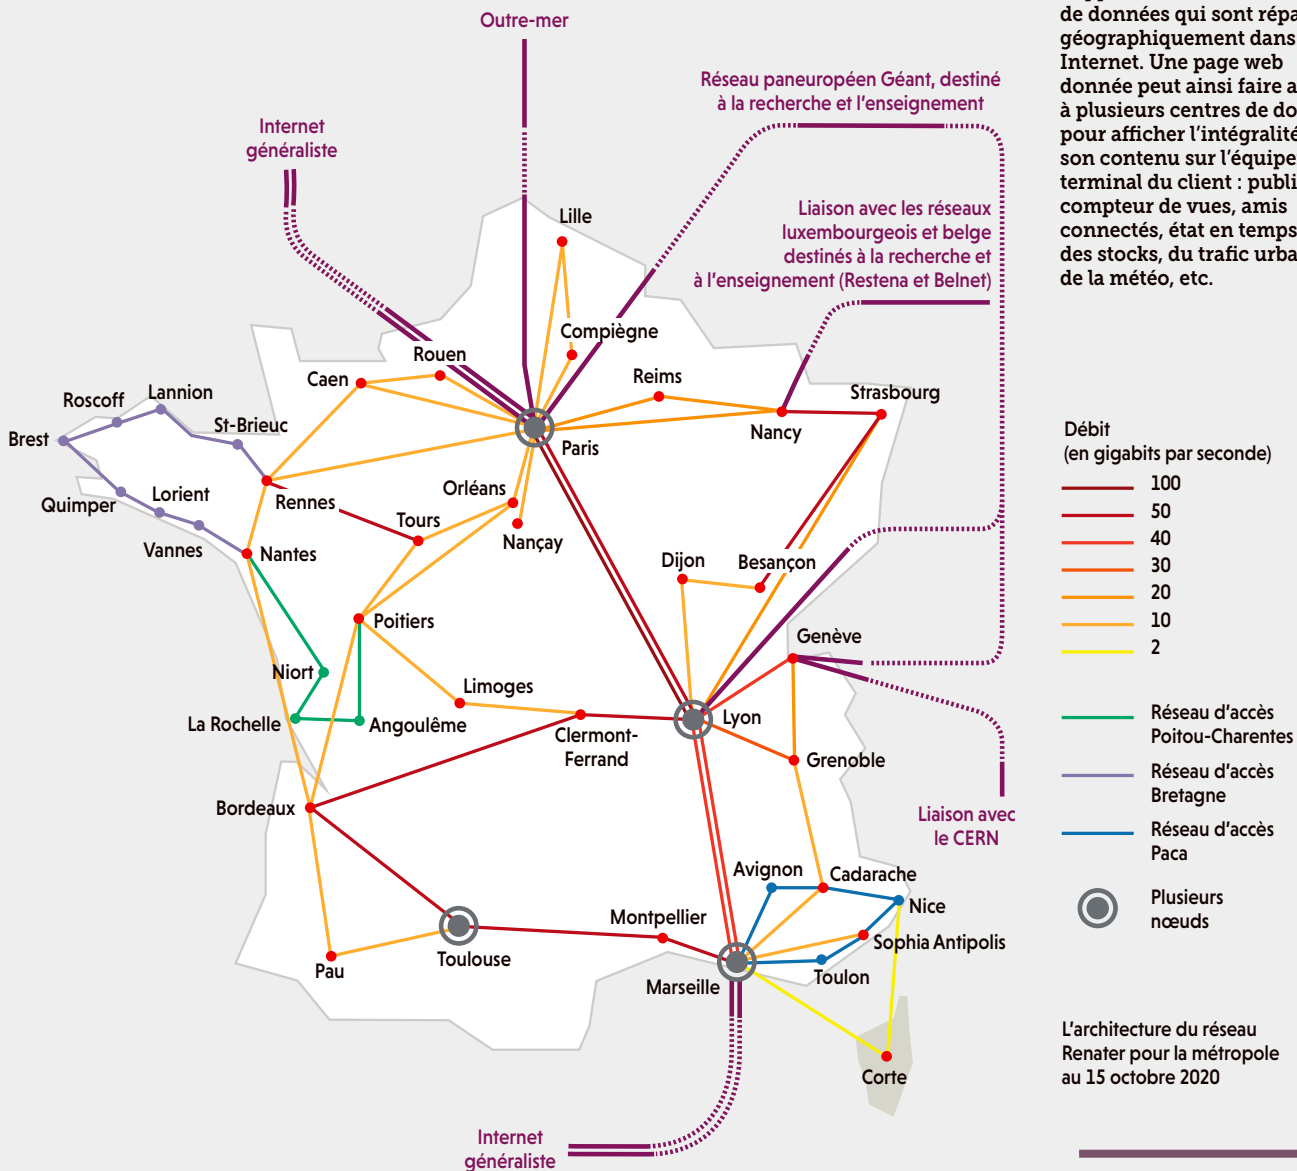 Outre-mer
Réseau paneuropéen Géant, destiné
à la recherche et l'enseignement
Internet
généraliste
Liaison avec les réseaux
luxembourgeois et belge
destinés à la recherche et
à l'enseignement (Restena et Belnet)
Lille
Compiègne
Rouen
Caen
Reims
Strasbourg
Nancy
Paris
Lannion
Roscoff
St-Brieuc
Brest
Rennes
Quimper
Lorient
Vannes
Nantes
Orléans
Tours
Nançay
Dijon
Besançon
Poitiers
Genève
Niort
Limoges
La Rochelle
Angoulême
Clermont-
Ferrand
Lyon
Grenoble
Bordeaux
Liaison avec
le CERN
Avignon
Cadarache
Nice
Montpellier
Sophia Antipolis
Pau
Toulouse
Marseille
Toulon
Corte
Internet
généraliste
de données qui sont
géographiquement dans
Internet. Une page web
donnée peut ainsi faire
à plusieurs centres de
pour afficher l'intégralité
son contenu sur
terminal du client :
compteur de vues, amis
connectés, état en temps
des stocks, du trafic
de la météo, etc.
Débit
(en gigabits par seconde)
100
50
40
30
20
10
2
Réseau d'accès
Poitou-Charentes
Réseau d'accès
Bretagne
Réseau d'accès
Paca
Plusieurs
nœuds
L'architecture du réseau
Renater pour la métropole
au 15 octobre 2020